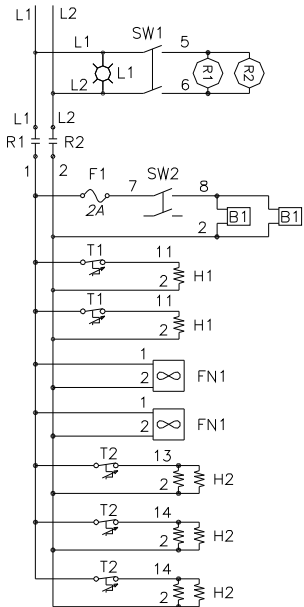 L1 L2
SW1
L1 5
L1 R1 R2
L2 6
L1 L2
R1 R2
1 2
F1 7 SW2 8
2A
B1 B1
2
T1 11
2 H1
T1 11
2 H1
1
2 FN1
1
2 FN1
T2 13
2 H2
T2 14
2 H2
T2 14
2 H2